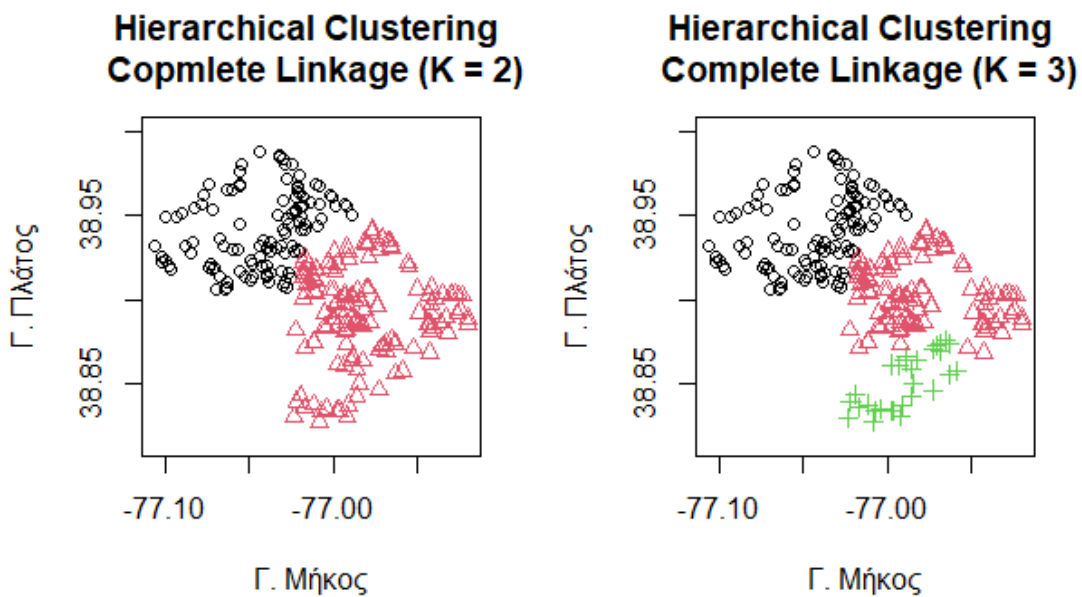 Hierarchical Clustering
Copmlete Linkage (K = 2)
38.95
38.85
Γ. Πλάτος
-77.10
-77.00
Γ. Μήκος
Hierarchical Clustering
Complete Linkage (K = 3)
38.95
38.85
Γ. Πλάτος
-77.10
-77.00
Γ. Μήκος